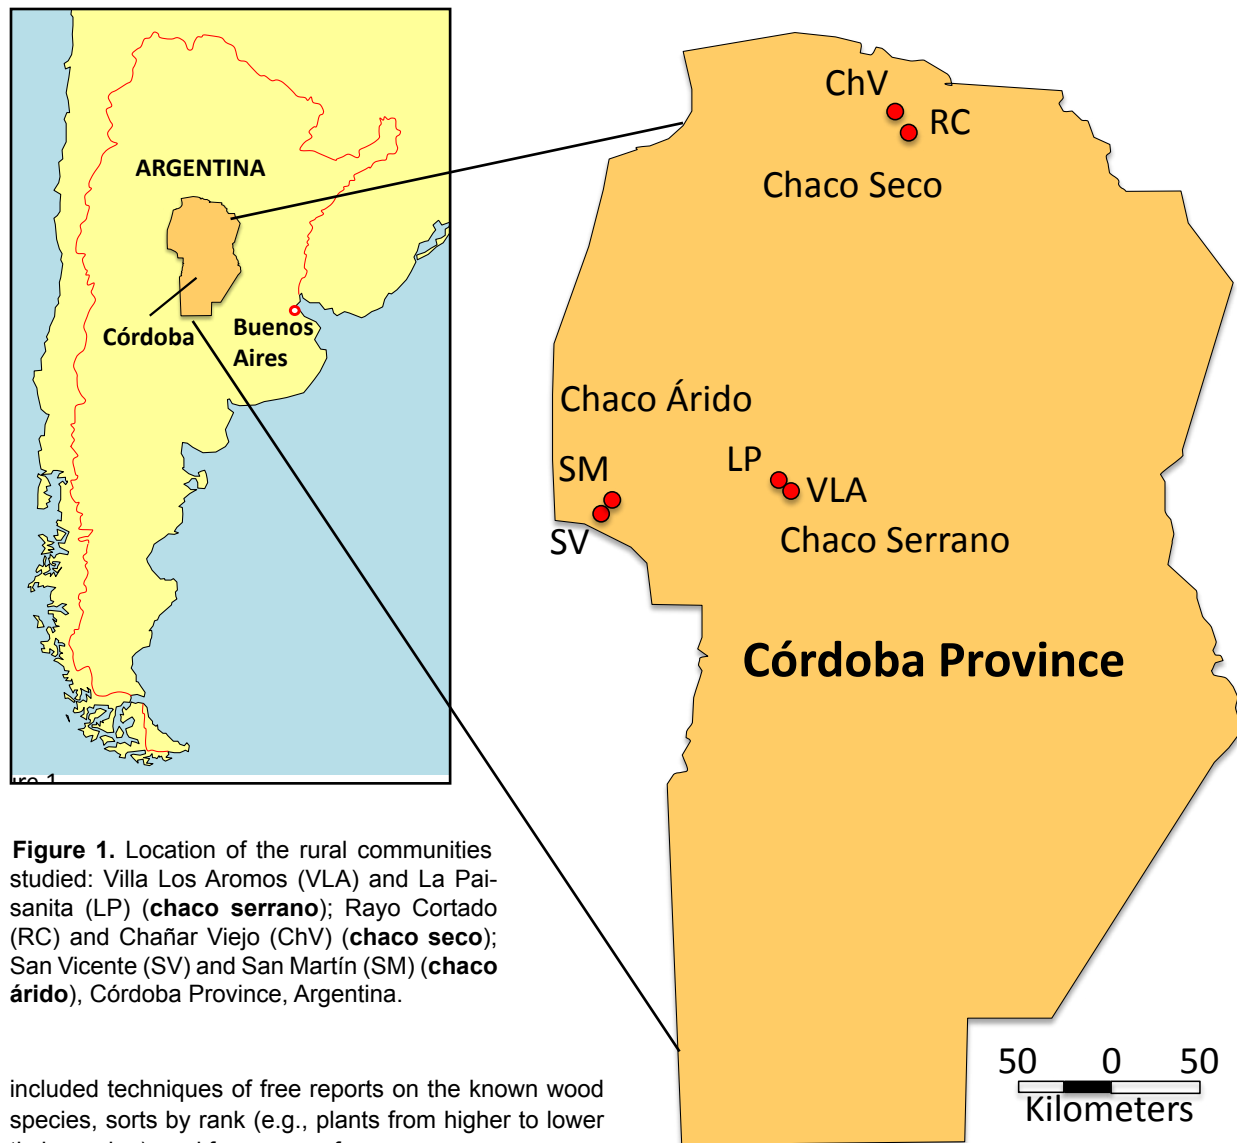 ARGENTINA
Córdoba
Buenos
Aires
ChV
RC
Chaco Seco
Chaco Árido
SM
SV
LP
VLA
Chaco Serrano
Córdoba Province
50 0 50
Kilometers
Figure 1. Location of the rural communities
studied: Villa Los Aromos (VLA) and La Pai-
sanita (LP) (chaco serrano); Rayo Cortado
(RC) and Chañar Viejo (ChV) (chaco seco);
San Vicente (SV) and San Martín (SM) (chaco
árido), Córdoba Province, Argentina.
included techniques of free reports on the known wood
species, sorts by rank (e.g., plants from higher to lower